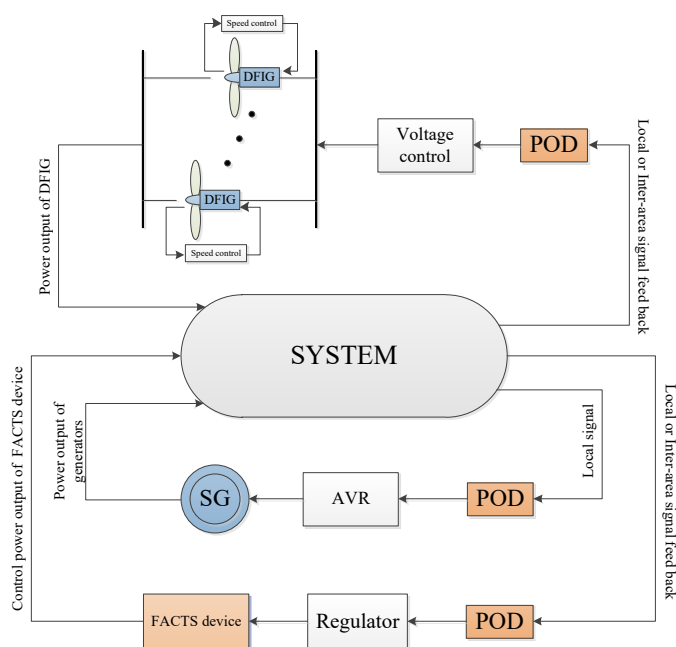 Speed control
DFIG
Voltage
control
POD
DFIG
Speed control
Power output of DFIG
Local or Inter-area signal feed back
SYSTEM
Control power output of FACTS device
Power output of
generators
Local signal
Local or Inter-area signal feed back
SG
AVR
POD
FACTS device
Regulator
POD